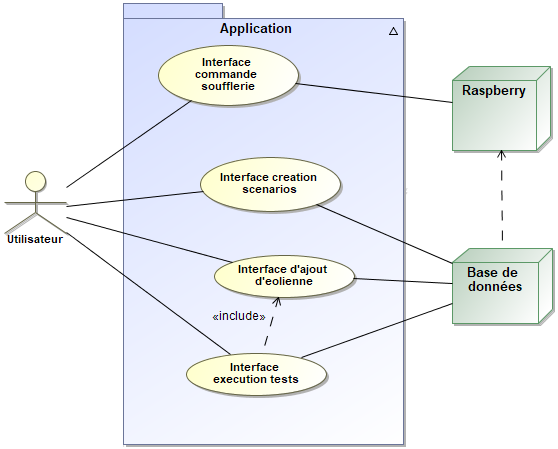 Application
Interface
commande
soufflerie
Raspberry
Interface creation
scenarios
Utilisateur
Interface d'ajout
d'eolienne
Base de
données
«include»
Interface
execution tests